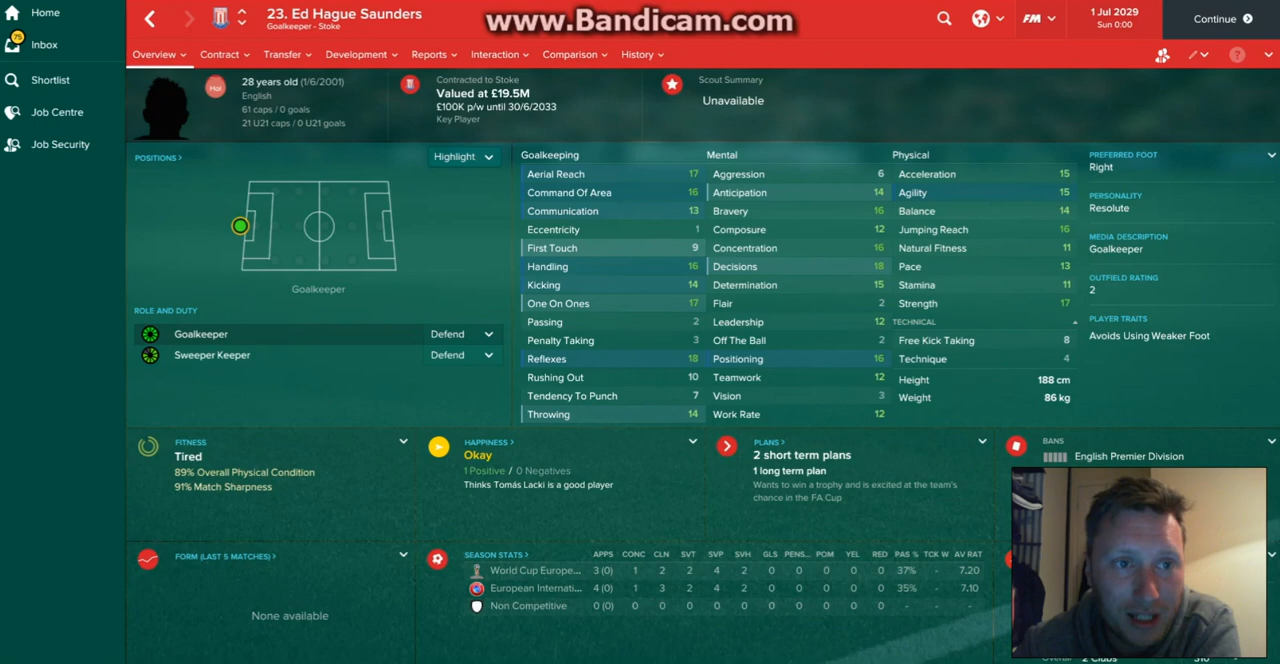 Home
75
Inbox
Shortlist
Job Centre
Job Security
23. Ed Hague Saunders
Goalkeeper - Stoke
www.Bandicam.com
FM
1 Jul 2029
Sun 0:00
Continue
Overview Contract Transfer Development Reports Interaction Comparison History
Hol
28 years old (1/6/2001)
English
61 caps / 0 goals
21 U21 caps / 0 U21 goals
Contracted to Stoke
Valued at £19.5M
£100K p/w until 30/6/2033
Key Player
Scout Summary
Unavailable
POSITIONS >
Highlight
Goalkeeper
ROLE AND DUTY
Goalkeeper Defend
Sweeper Keeper Defend
Goalkeeping
Aerial Reach 17
Command Of Area 16
Communication 13
Eccentricity 1
First Touch 9
Handling 16
Kicking 14
One On Ones 17
Passing 2
Penalty Taking 3
Reflexes 18
Rushing Out 10
Tendency To Punch 7
Throwing 14
Mental
Aggression 6
Anticipation 14
Bravery 16
Composure 12
Concentration 16
Decisions 18
Determination 15
Flair 2
Leadership 12
Off The Ball 2
Positioning 16
Teamwork 12
Vision 3
Work Rate 12
Physical
Acceleration 15
Agility 15
Balance 14
Jumping Reach 16
Natural Fitness 11
Pace 13
Stamina 11
Strength 17
TECHNICAL
Free Kick Taking 8
Technique 4
Height 188 cm
Weight 86 kg
PREFERRED FOOT
Right
PERSONALITY
Resolute
MEDIA DESCRIPTION
Goalkeeper
OUTFIELD RATING
2
PLAYER TRAITS
Avoids Using Weaker Foot
FITNESS
Tired
89% Overall Physical Condition
91% Match Sharpness
HAPPINESS >
Okay
1 Positive / 0 Negatives
Thinks Tomás Lacki is a good player
PLANS >
2 short term plans
1 long term plan
Wants to win a trophy and is excited at the team's
chance in the FA Cup
BANS
English Premier Division
FORM (LAST 5 MATCHES) >
None available
SEASON STATS > APPS CONC CLN SVT SVP SVH GLS PENS... POM YEL RED PAS % TCK W AV RAT
World Cup Europe... 3 (0) 1 2 2 4 2 0 0 0 0 0 37% - 7.20
European Internati... 4 (0) 1 3 2 4 2 0 0 0 0 0 35% - 7.10
Non Competitive 0 (0) 0 0 0 0 0 0 0 0 0 0 - - -